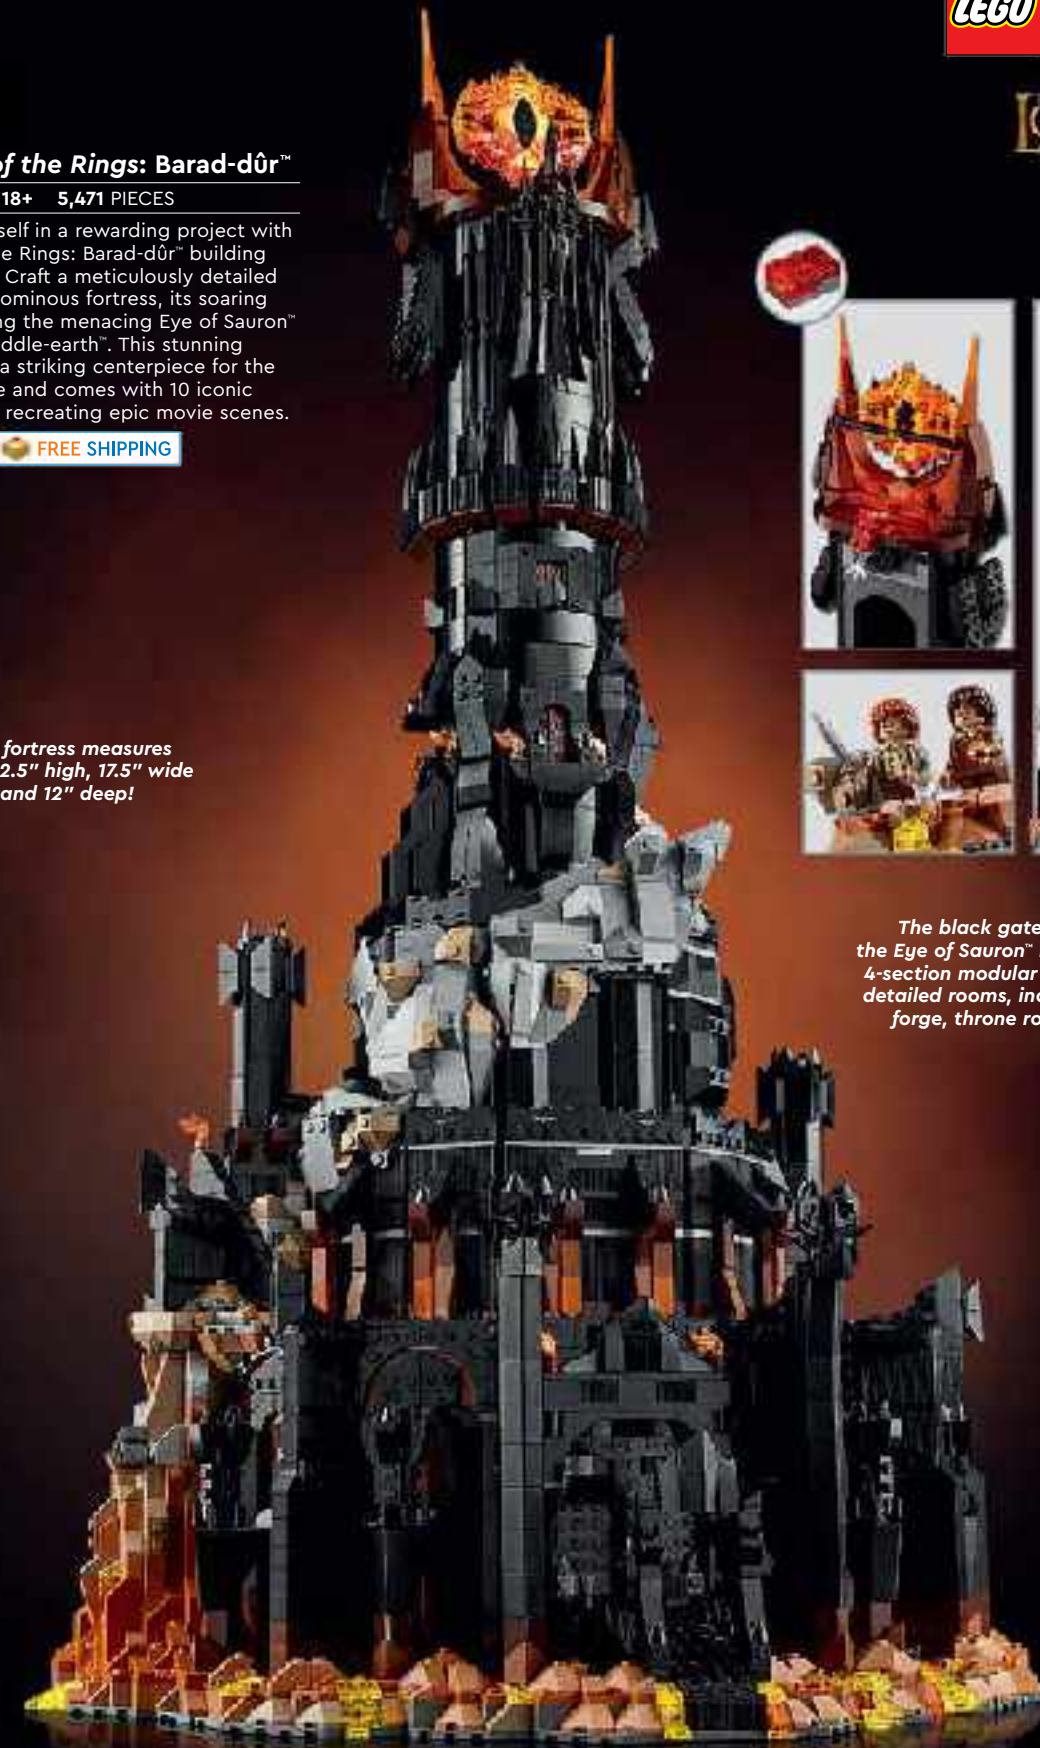 LEGO
of the Rings: Barad-dûr™
18+ 5,471 PIECES
self in a rewarding project with
e Rings: Barad-dûr™ building
Craft a meticulously detailed
ominous fortress, its soaring
ng the menacing Eye of Sauron™
ddle-earth™. This stunning
a striking centerpiece for the
e and comes with 10 iconic
recreating epic movie scenes.
FREE SHIPPING
fortress measures
2.5" high, 17.5" wide
and 12" deep!
The black gate
the Eye of Sauron™
4-section modular
detailed rooms, inc
forge, throne ro